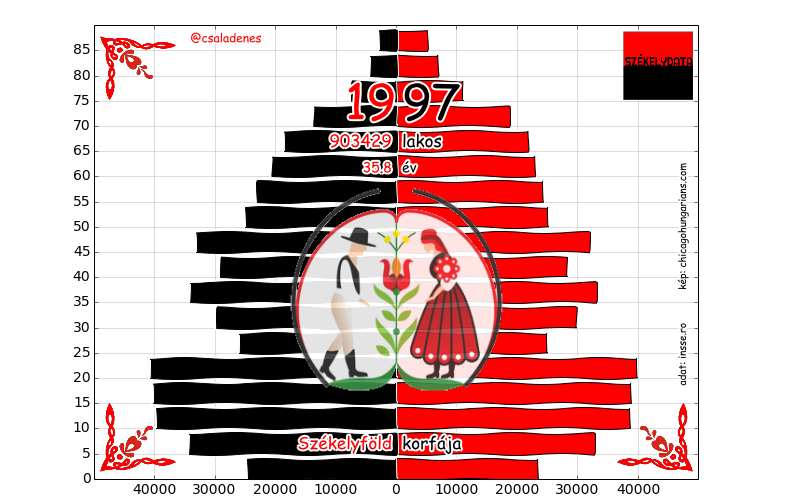 @csaladenes
SZÉKELYDATA
1997
903429 lakos
35.8 év
kép: chicagohungarians.com
adat: insse.ro
Székelyföld korfája
85
80
75
70
65
60
55
50
45
40
35
30
25
20
15
10
5
0
40000 30000 20000 10000 0 10000 20000 30000 40000